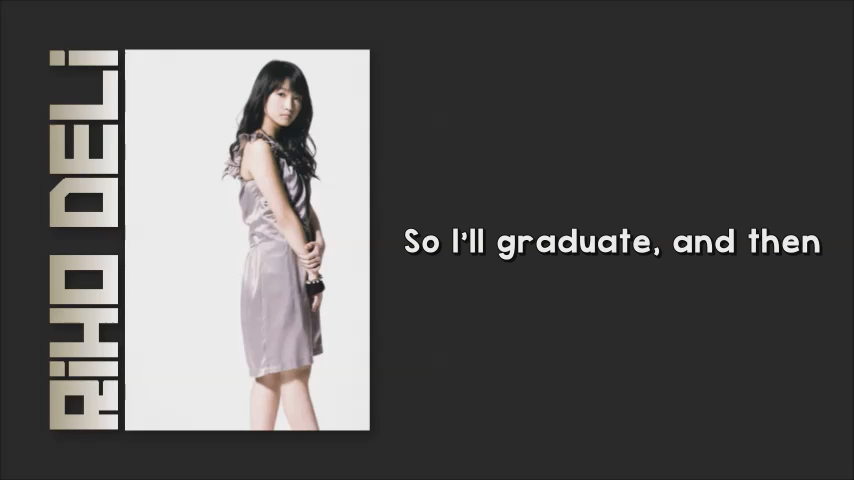 RiHO DELi
So I'll graduate, and then